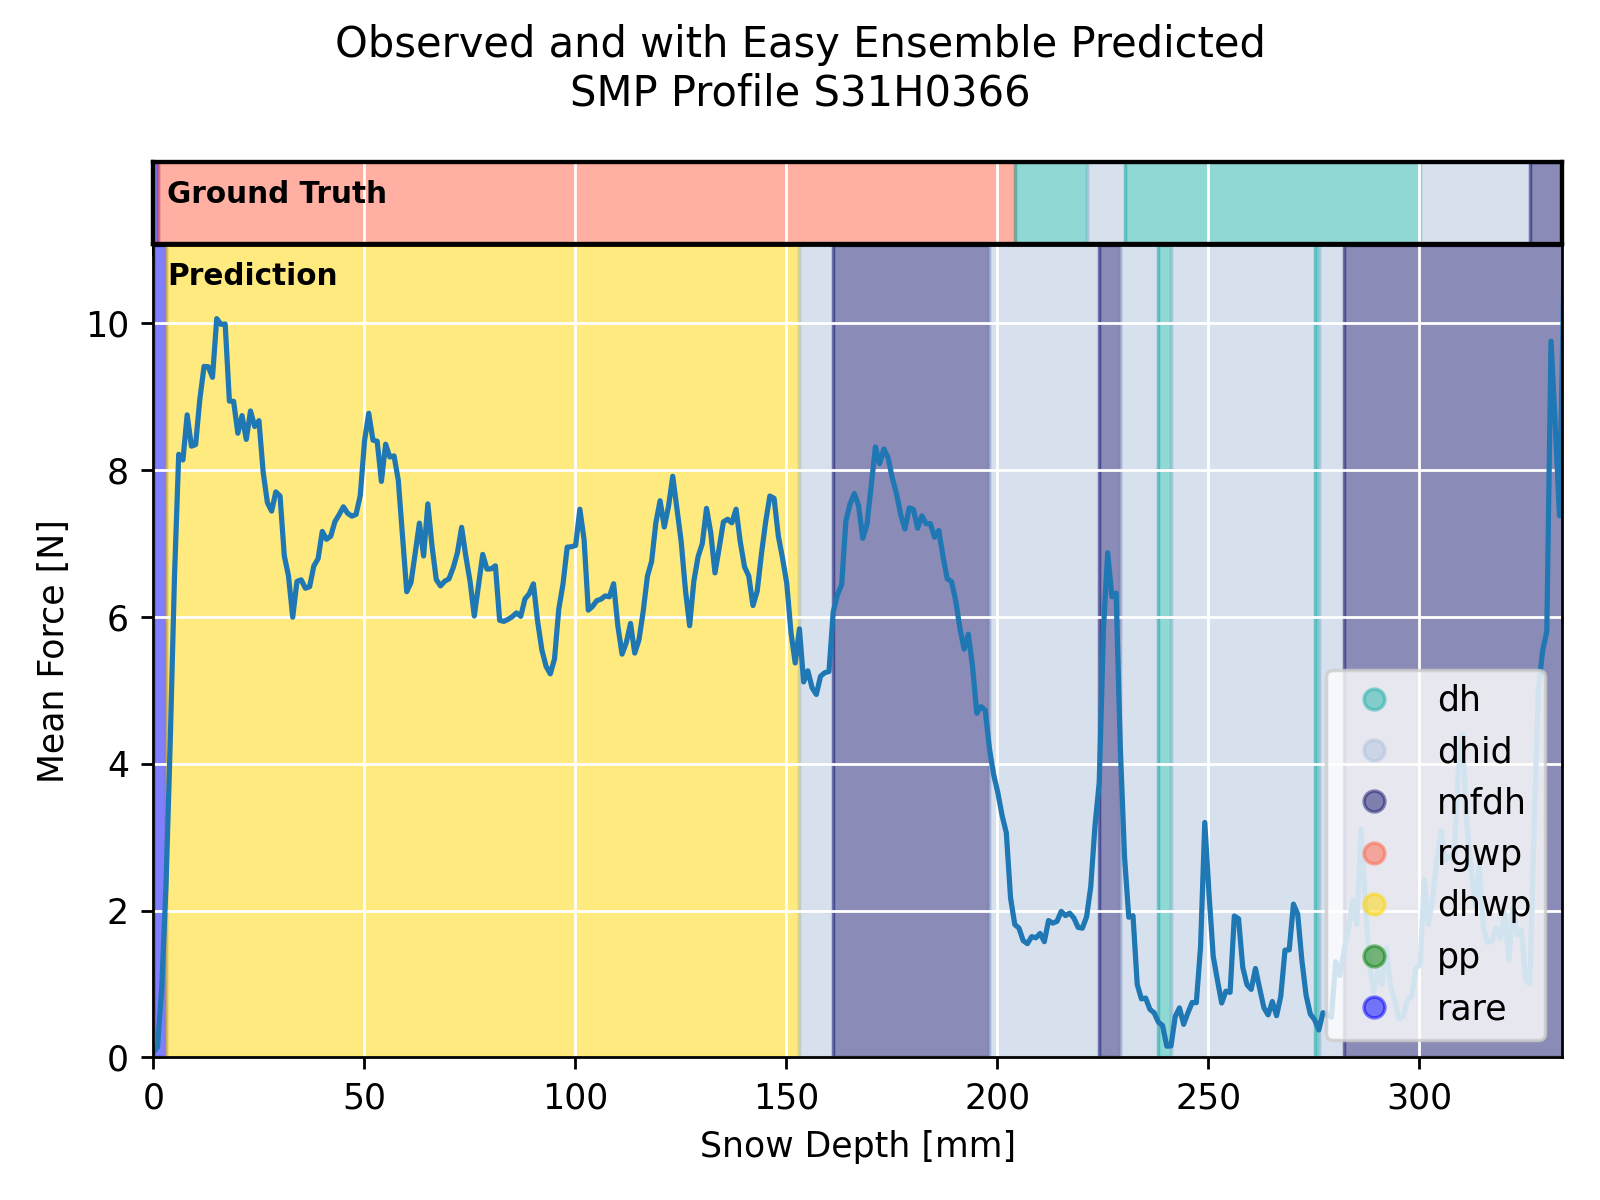 Observed and with Easy Ensemble Predicted
SMP Profile S31H0366
Ground Truth
Prediction
10
8
6
4
2
0
Mean Force [N]
0 50 100 150 200 250 300
Snow Depth [mm]
dh
dhid
mfdh
rgwp
dhwp
pp
rare